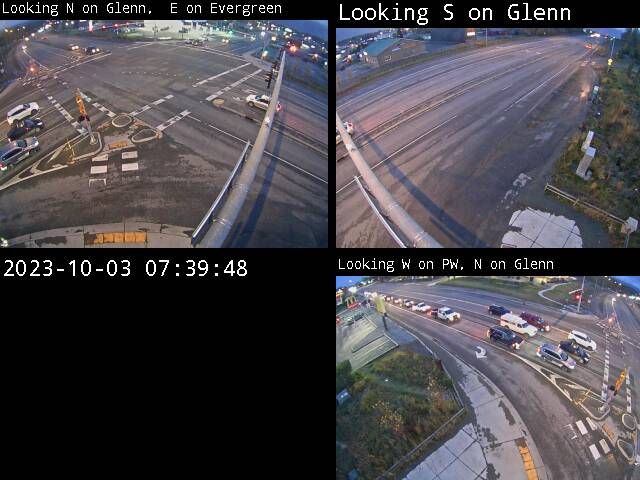 Looking N on Glenn,  E on Evergreen
Looking S on Glenn
2023-10-03 07:39:48
Looking W on PW, N on Glenn